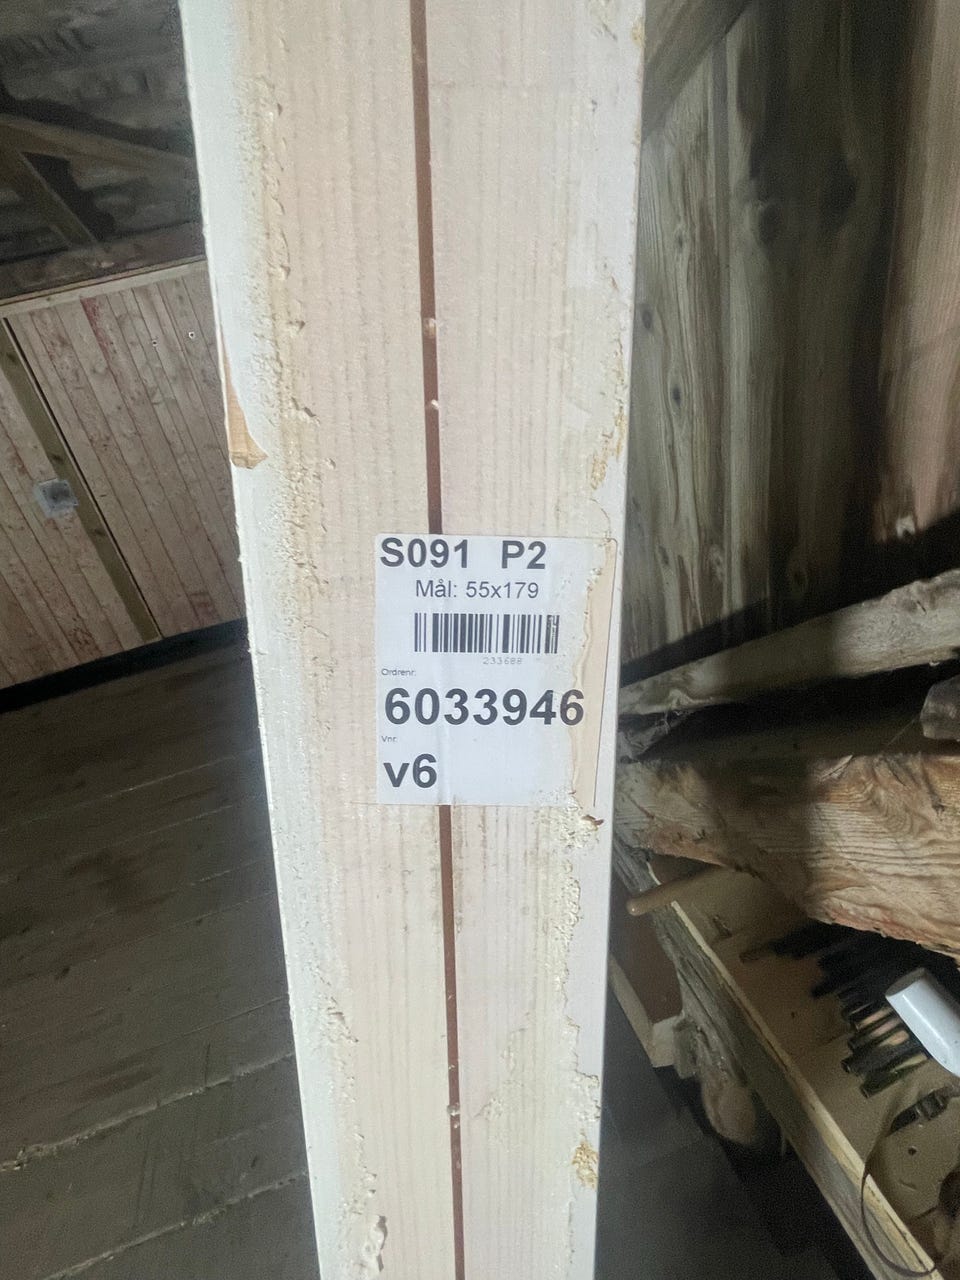 S091 P2
Mål: 55x179
233688
Ordrenr:
6033946
Vnr:
v6